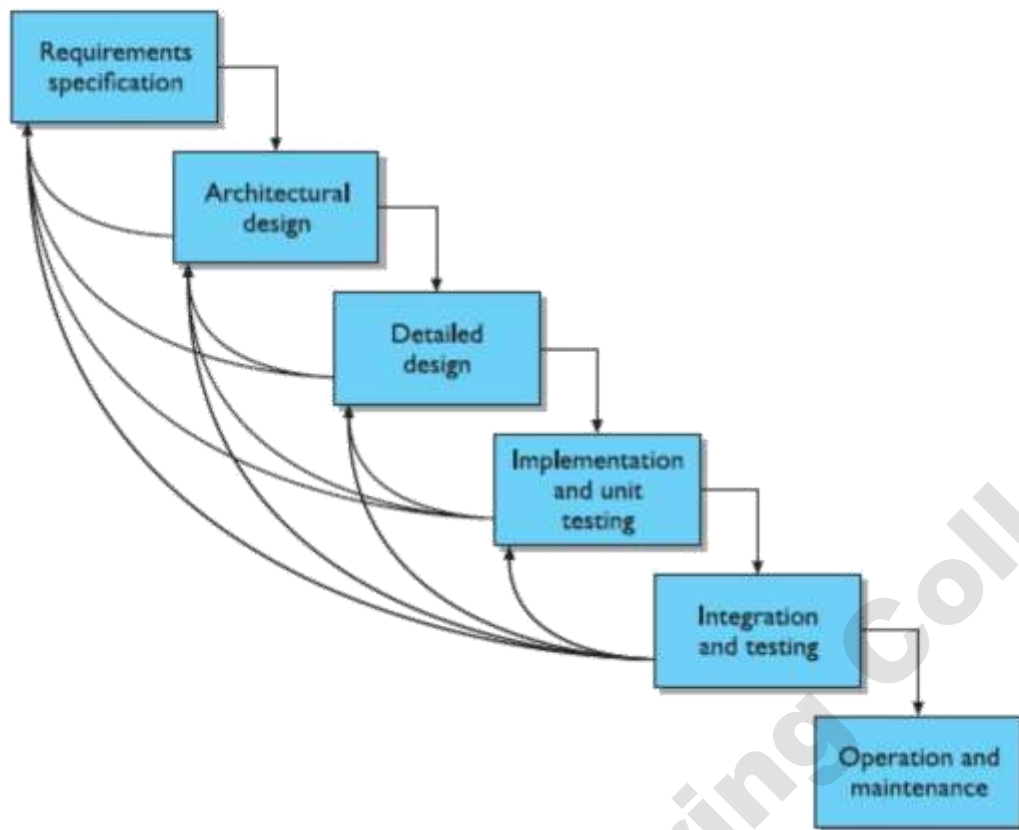 Requirements
specification
Architectural
design
Detailed
design
Implementation
and unit
testing
Integration
and testing
Operation and
maintenance